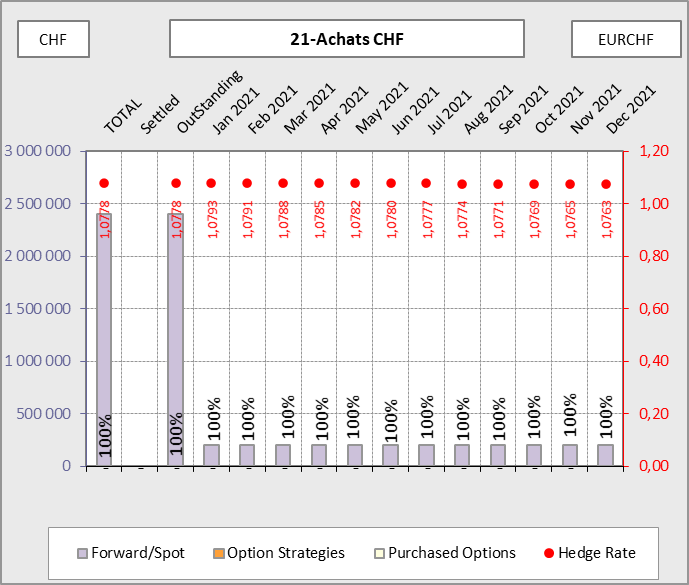 CHF
21-Achats CHF
EURCHF
TOTAL
Settled
OutStanding
Jan 2021
Feb 2021
Mar 2021
Apr 2021
May 2021
Jun 2021
Jul 2021
Aug 2021
Sep 2021
Oct 2021
Nov 2021
Dec 2021
3 000 000
2 500 000
2 000 000
1 500 000
1 000 000
500 000
0
1,20
1,00
0,80
0,60
0,40
0,20
0,00
1,0778
1,0778
1,0793
1,0791
1,0788
1,0785
1,0782
1,0780
1,0777
1,0774
1,0771
1,0769
1,0765
1,0763
100%
100%
100%
100%
100%
100%
100%
100%
100%
100%
100%
100%
100%
100%
Forward/Spot
Option Strategies
Purchased Options
Hedge Rate